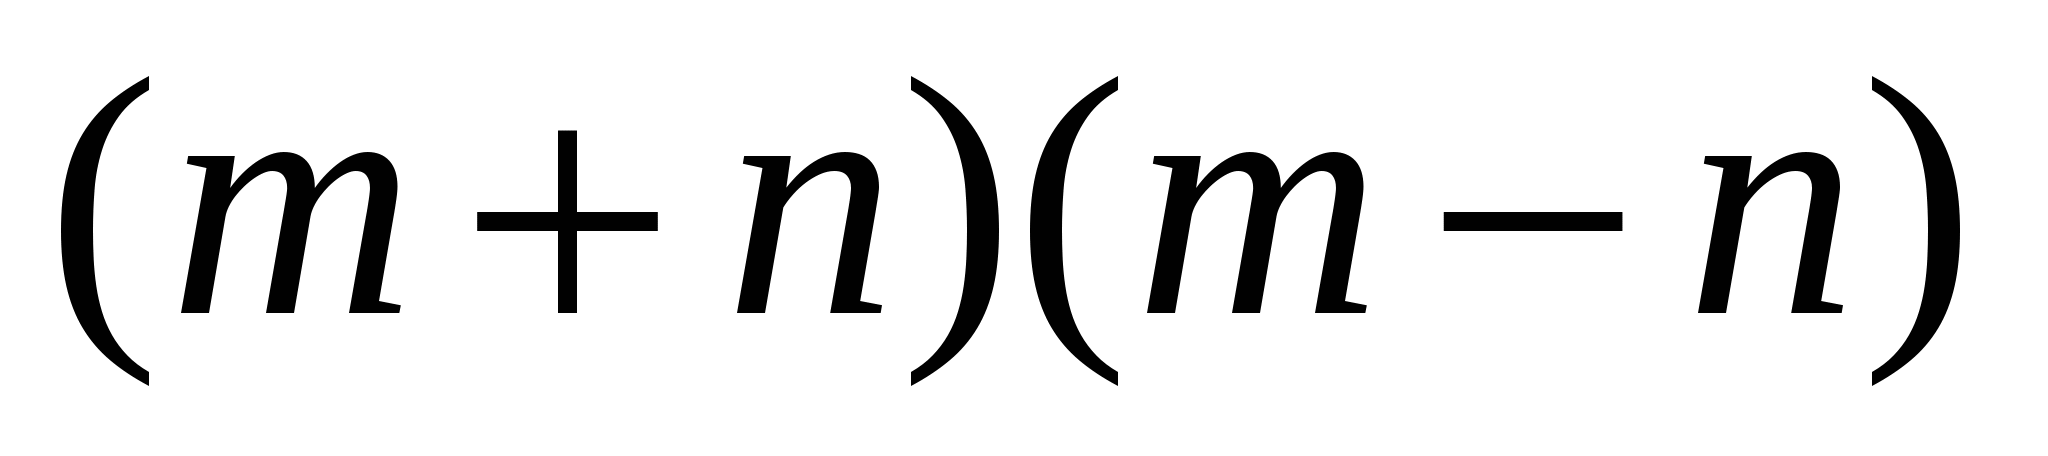 (m + n)(m − n)